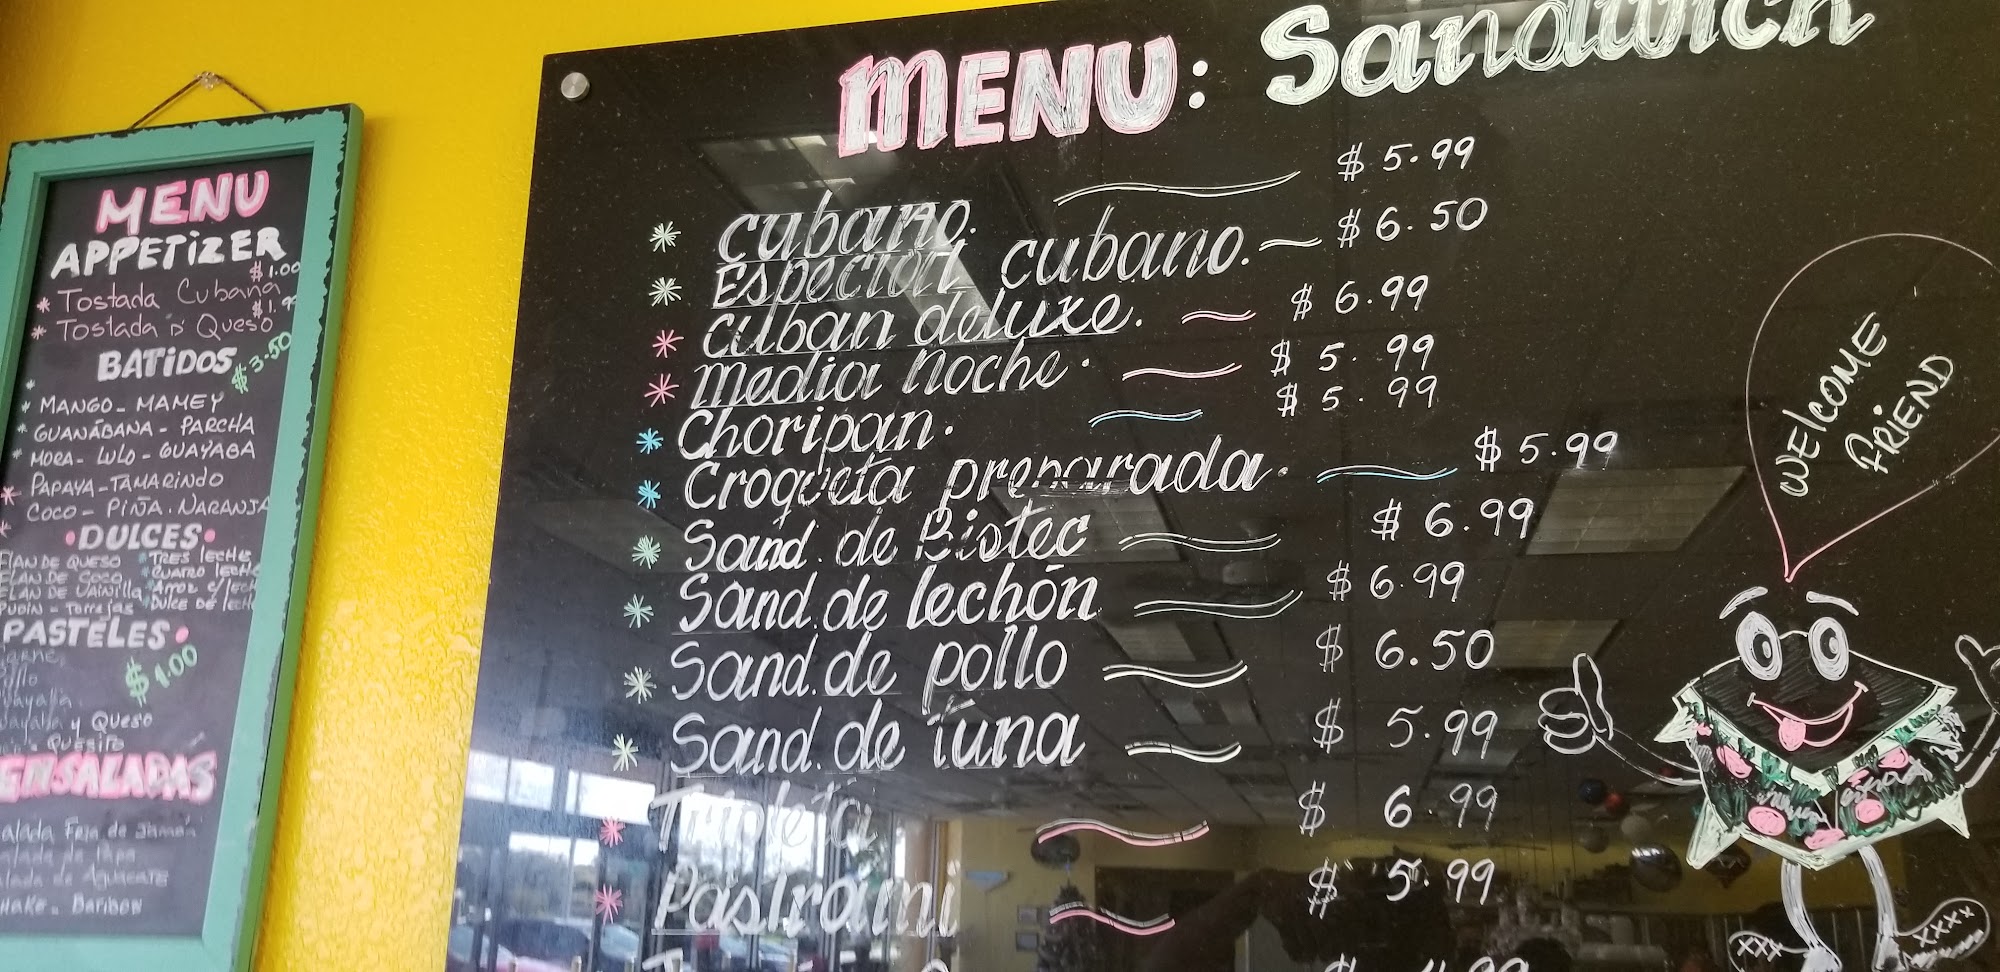 MENU
APPETIZER
$1.00
* Tostada Cubana
* Tostada D' Queso
BATIDOS
$3.50
* MANGO - MAMEY
* GUANÁBANA - PARCHA
* MORA - LULO - GUAYABA
* PAPAYA - TAMARINDO
COCO - PIÑA . NARANJA
• DULCES •
FLAN DE QUESO * TRES LECHE
FLAN DE COCO * CUATRO LECHE
FLAN DE VAINILLA * Arroz c/Lech
PUDIN - Torrejas * DULCE DE LECH
PASTELES •
$1.00
y QUESO
QUESITO
ENSALADAS
MENU: Sandwich
* Cubano. $5.99
* Especial cubano. $6.50
* Cuban deluxe. $6.99
* Media noche. $5.99
* Choripan. $5.99
* Croqueta preparada. $5.99
* Sand. de Bistec $6.99
* Sand. de lechón $6.99
* Sand. de pollo $6.50
* Sand. de Tuna $5.99
* Tripleta $6.99
* Pastrami $5.99
WELCOME
FRIEND